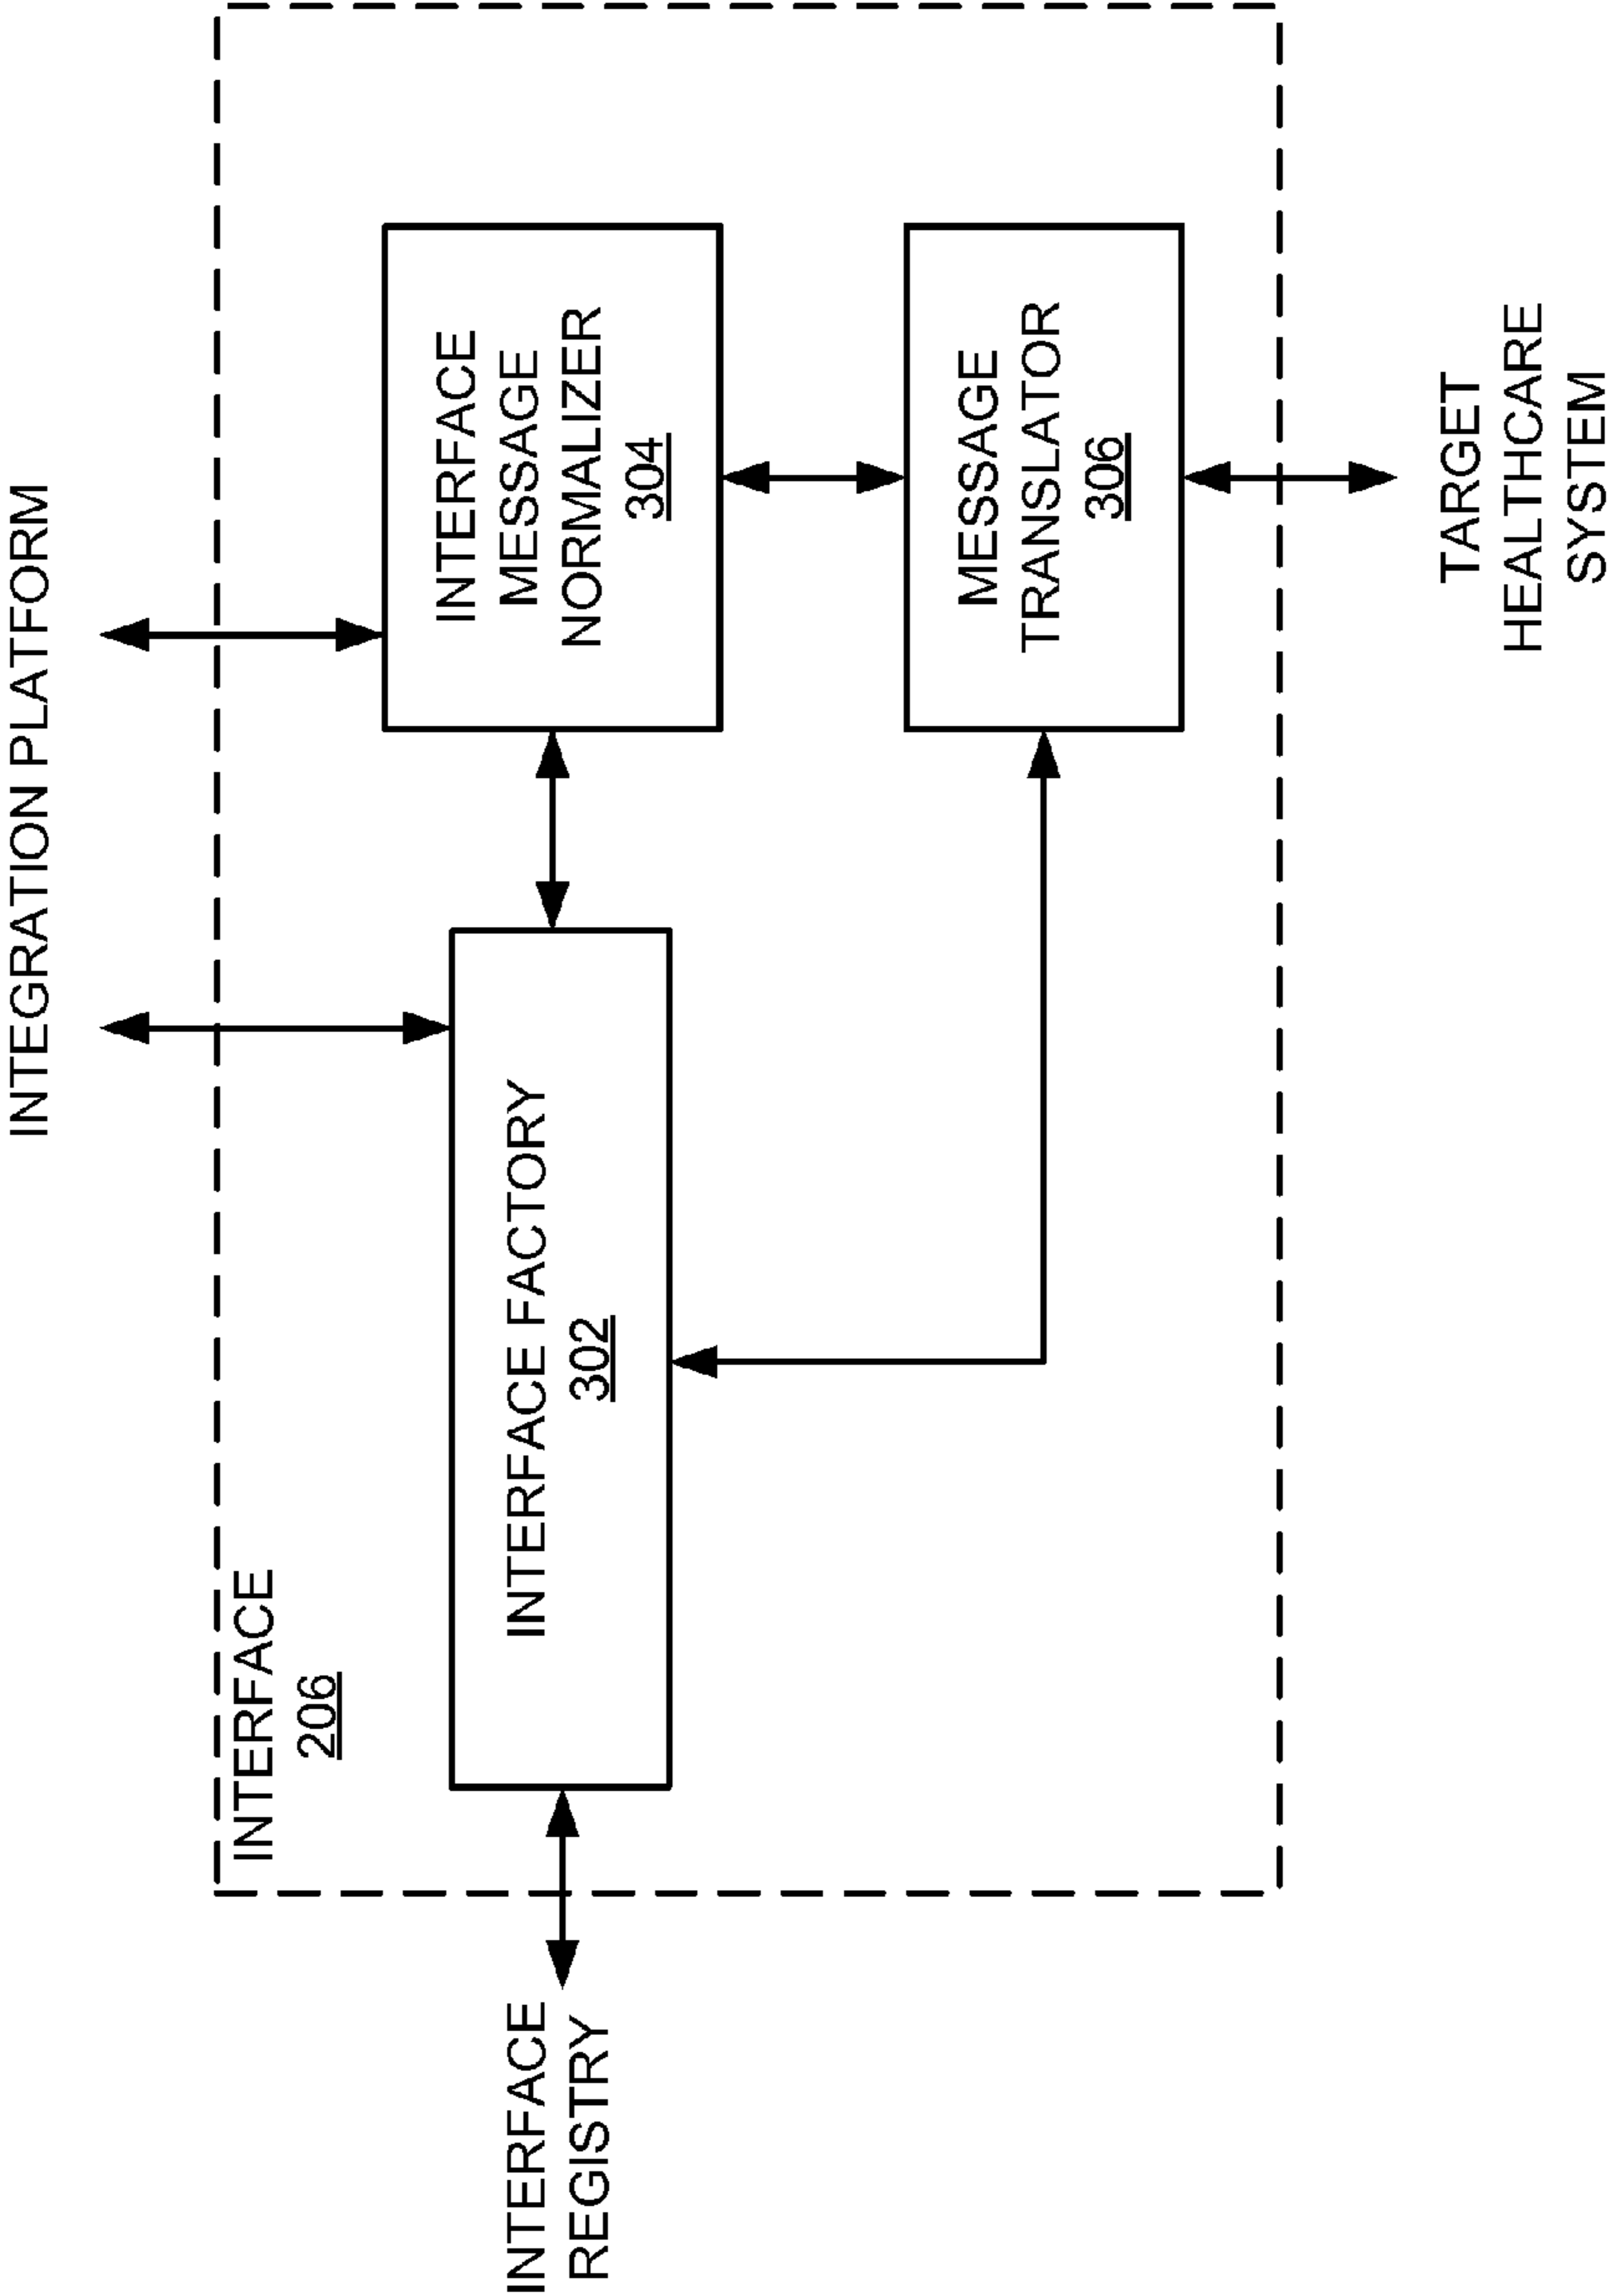 INTEGRATION PLATFORM
INTERFACE
206
INTERFACE
REGISTRY
INTERFACE FACTORY
302
INTERFACE
MESSAGE
NORMALIZER
304
MESSAGE
TRANSLATOR
306
TARGET
HEALTHCARE
SYSTEM